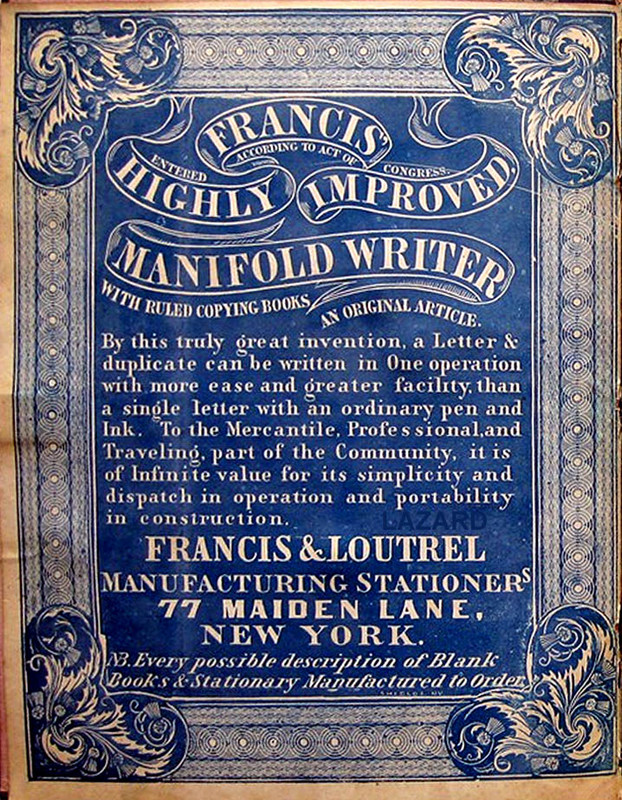 FRANCIS'
ENTERED ACCORDING TO ACT OF CONGRESS.
HIGHLY IMPROVED.
MANIFOLD WRITER
WITH RULED COPYING BOOKS
AN ORIGINAL ARTICLE.
By this truly great invention, a Letter &
duplicate can be written in One operation
with more ease and greater facility, than
a single letter with an ordinary pen and
Ink. To the Mercantile, Professional, and
Traveling, part of the Community, it is
of Infinite value for its simplicity and
dispatch in operation and portability
in construction.
LAZARD
FRANCIS & LOUTREL
MANUFACTURING STATIONERS
77 MAIDEN LANE,
NEW YORK.
NB. Every possible description of Blank
Books & Stationary Manufactured to Order